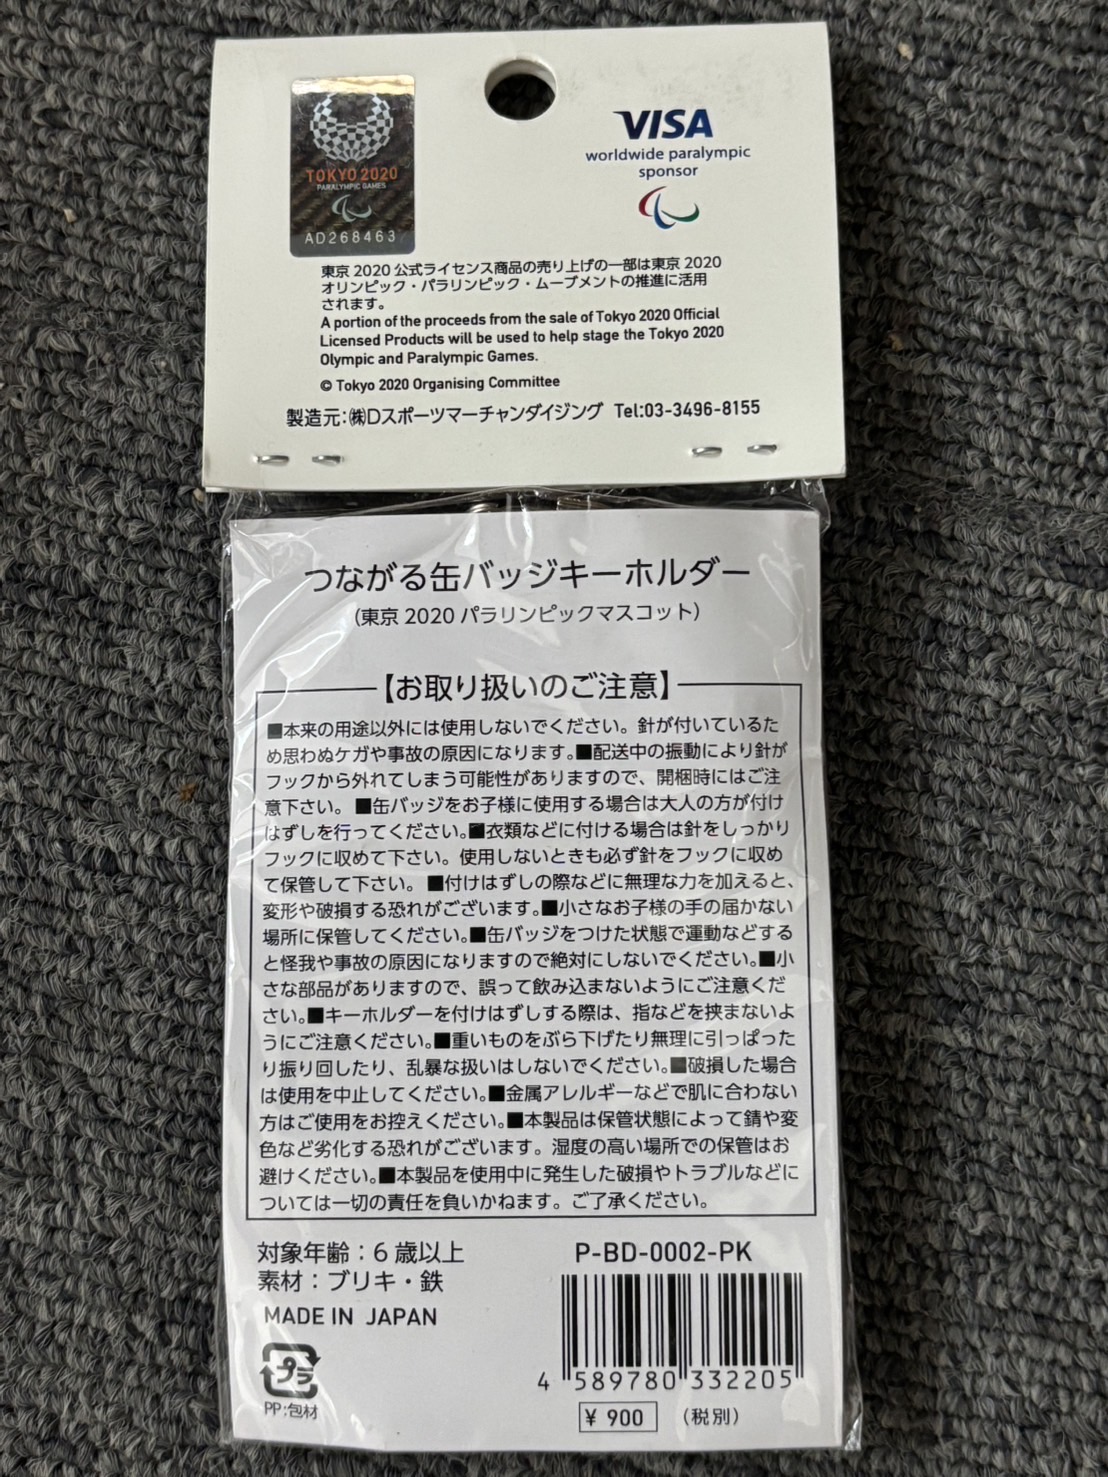 TOKYO 2020
PARALYMPIC GAMES
AD268463
VISA
worldwide paralympic
sponsor
東京 2020 公式ライセンス商品の売り上げの一部は東京 2020
オリンピック・パラリンピック・ムーブメントの推進に活用
されます。
A portion of the proceeds from the sale of Tokyo 2020 Official
Licensed Products will be used to help stage the Tokyo 2020
Olympic and Paralympic Games.
© Tokyo 2020 Organising Committee
製造元:㈱Dスポーツマーチャンダイジング Tel:03-3496-8155
つながる缶バッジキーホルダー
(東京 2020 パラリンピックマスコット)
【お取り扱いのご注意】
■本来の用途以外には使用しないでください。針が付いているた
め思わぬケガや事故の原因になります。■配送中の振動により針が
フックから外れてしまう可能性がありますので、開梱時にはご注
意下さい。■缶バッジをお子様に使用する場合は大人の方が付け
はずしを行ってください。■衣類などに付ける場合は針をしっかり
フックに収めて下さい。使用しないときも必ず針をフックに収め
て保管して下さい。■付けはずしの際などに無理な力を加えると、
変形や破損する恐れがございます。■小さなお子様の手の届かない
場所に保管してください。■缶バッジをつけた状態で運動などする
と怪我や事故の原因になりますので絶対にしないでください。■小
さな部品がありますので、誤って飲み込まないようにご注意くだ
さい。■キーホルダーを付けはずしする際は、指などを挟まないよ
うにご注意ください。■重いものをぶら下げたり無理に引っぱった
り振り回したり、乱暴な扱いはしないでください。■破損した場合
は使用を中止してください。■金属アレルギーなどで肌に合わない
方はご使用をお控えください。■本製品は保管状態によって錆や変
色など劣化する恐れがございます。湿度の高い場所での保管はお
避けください。■本製品を使用中に発生した破損やトラブルなどに
ついては一切の責任を負いかねます。ご了承ください。
対象年齢：6 歳以上
素材：ブリキ・鉄
MADE IN JAPAN
プラ
PP:包材
P-BD-0002-PK
4 589780 332205
¥ 900 (税別)